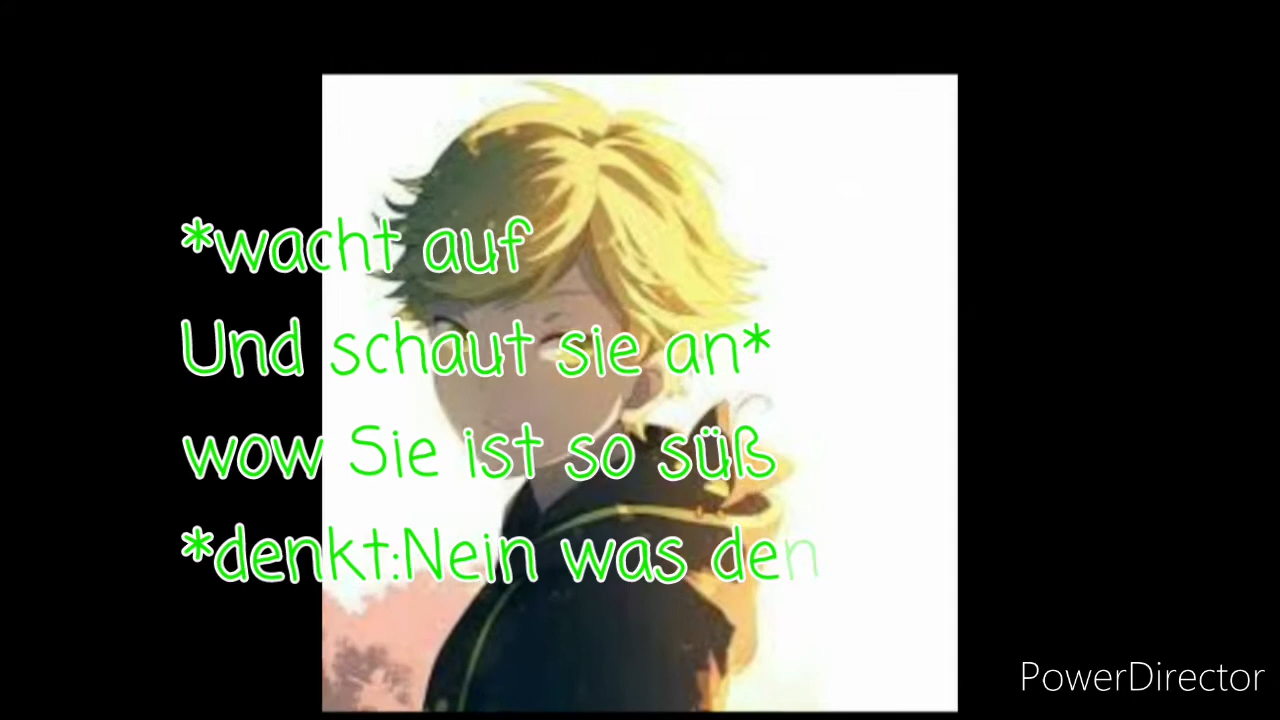 *wacht auf
Und schaut sie an*
wow Sie ist so süß
*denkt:Nein was den
PowerDirector